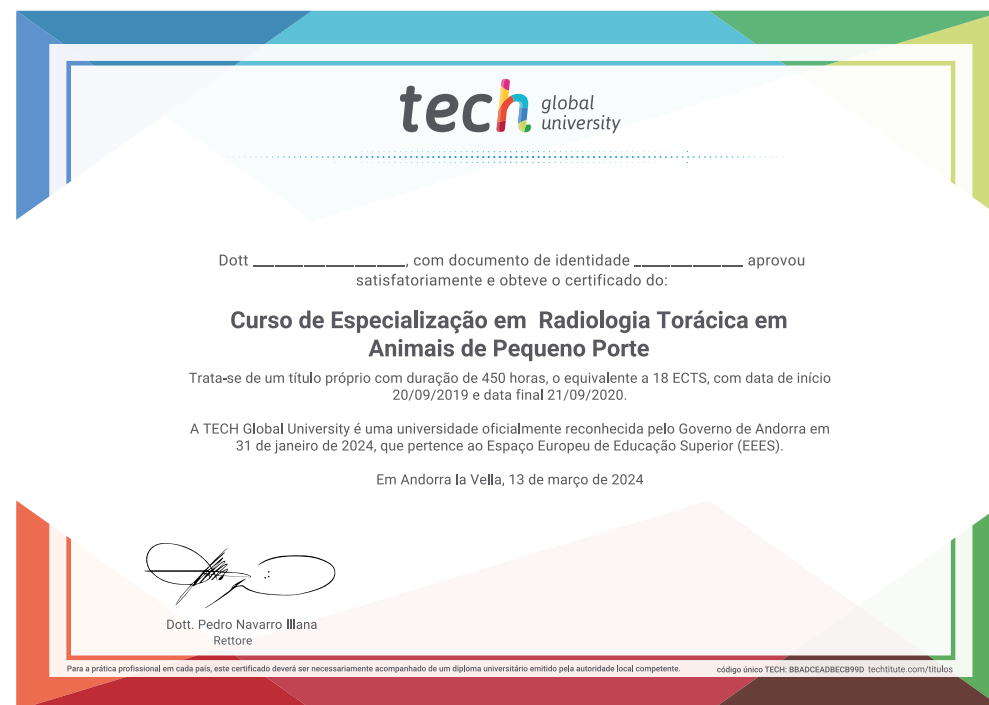 tech global university
Dott ____________________, com documento de identidade ______________ aprovou
satisfatoriamente e obteve o certificado do:
Curso de Especialização em Radiologia Torácica em
Animais de Pequeno Porte
Trata-se de um título próprio com duração de 450 horas, o equivalente a 18 ECTS, com data de início
20/09/2019 e data final 21/09/2020.
A TECH Global University é uma universidade oficialmente reconhecida pelo Governo de Andorra em
31 de janeiro de 2024, que pertence ao Espaço Europeu de Educação Superior (EEES).
Em Andorra la Vella, 13 de março de 2024
Dott. Pedro Navarro Illana
Rettore
Para a prática profissional em cada país, este certificado deverá ser necessariamente acompanhado de um diploma universitário emitido pela autoridade local competente.
código único TECH: BBADCEADBECB99D techtitute.com/titulos